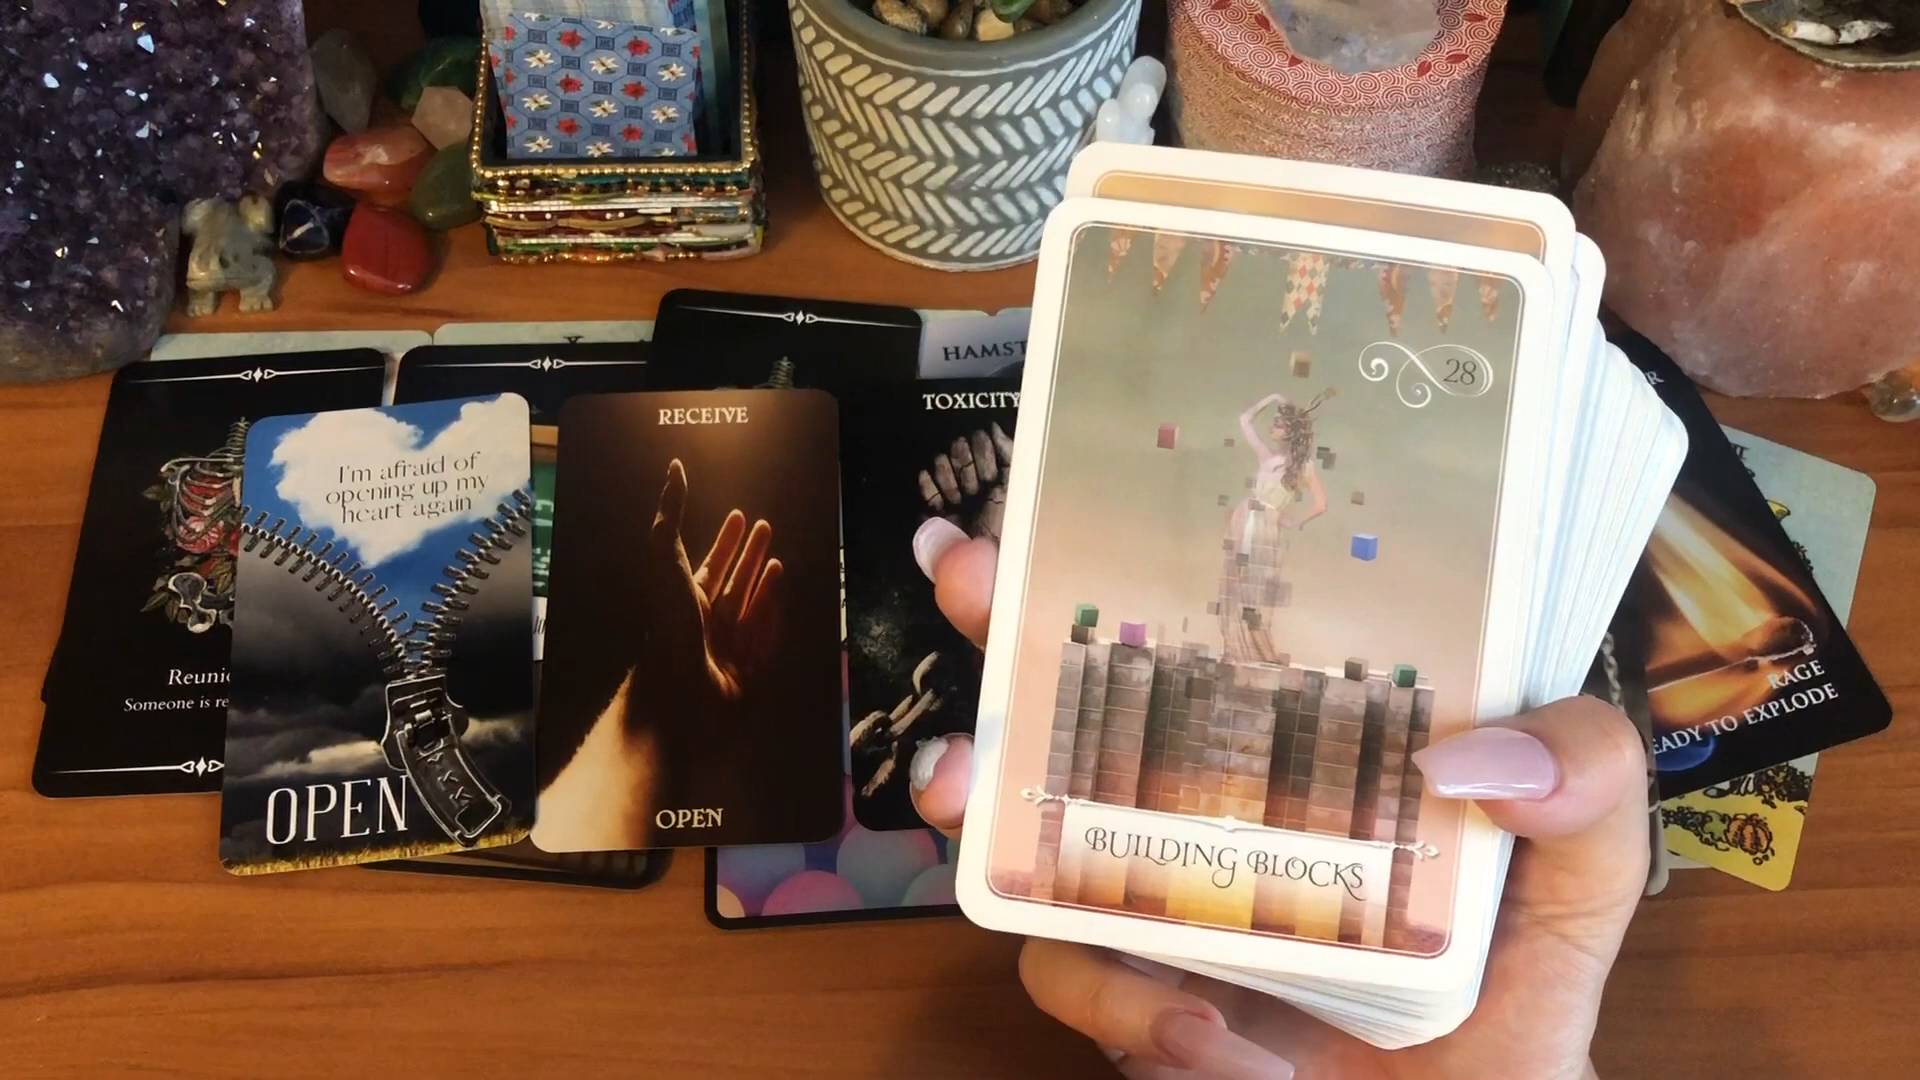 Reunio
Someone is re
I'm afraid of
opening up my
heart again
OPEN
RECEIVE
OPEN
HAMST
TOXICITY
28
BUILDING BLOCKS
RAGE
EADY TO EXPLODE